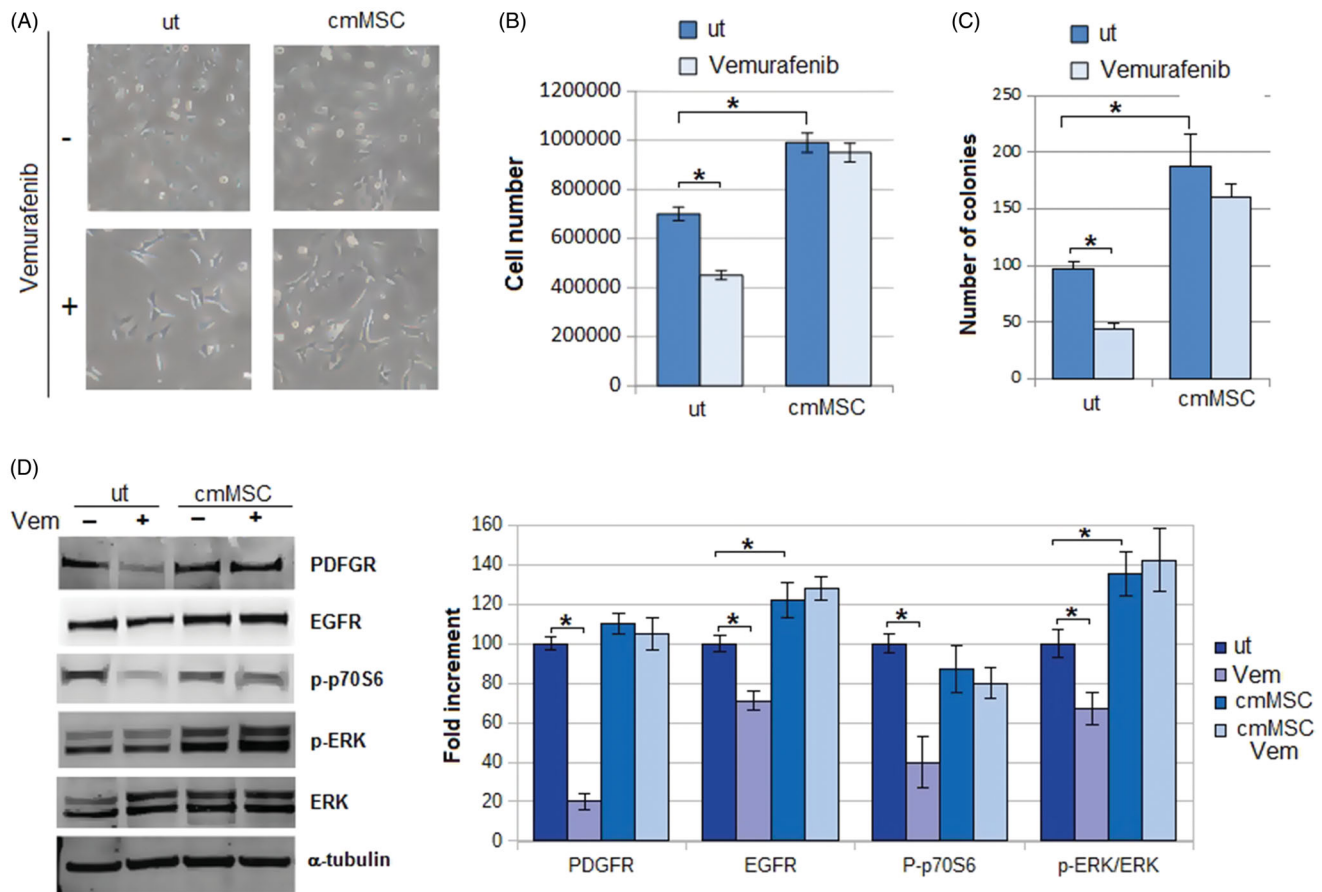 (A)
ut
cmMSC
Vemurafenib
-
+
(B)
ut
Vemurafenib
Cell number
1200000
1000000
800000
600000
400000
200000
0
*
*
ut
cmMSC
(C)
ut
Vemurafenib
Number of colonies
250
200
150
100
50
0
*
*
ut
cmMSC
(D)
ut
cmMSC
Vem
–
+
–
+
PDFGR
EGFR
p-p70S6
p-ERK
ERK
α-tubulin
Fold increment
160
140
120
100
80
60
40
20
0
*
*
*
*
*
*
PDGFR
EGFR
P-p70S6
p-ERK/ERK
ut
Vem
cmMSC
cmMSC
Vem